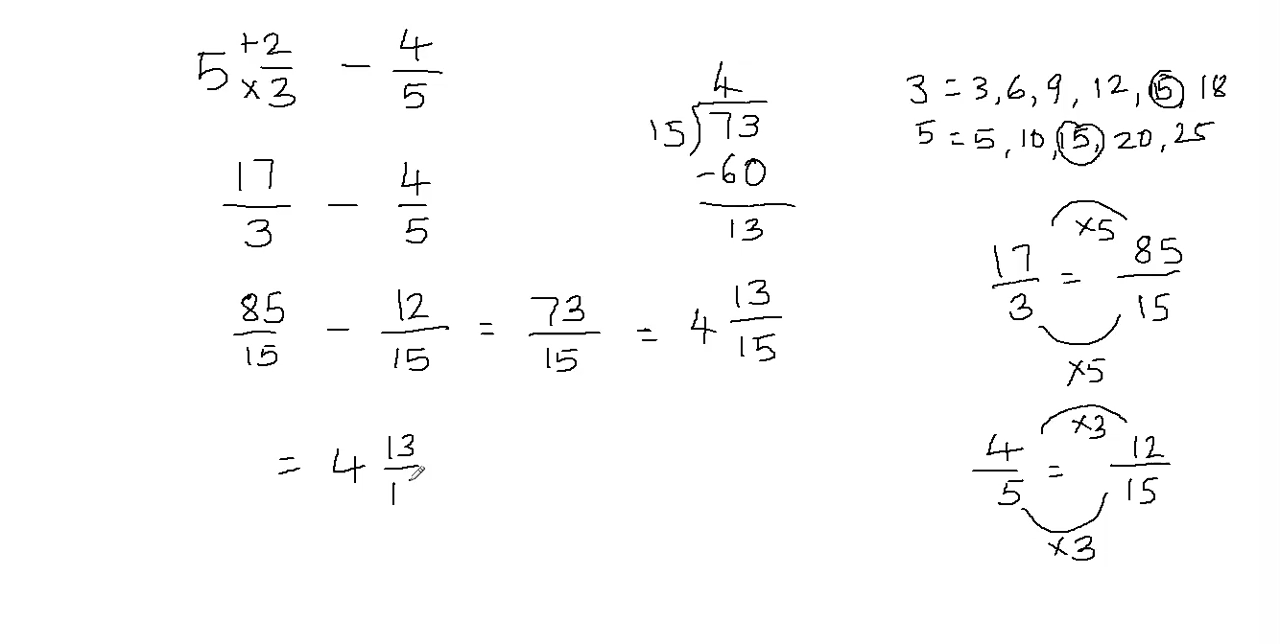 5 +2/×3 − 4/5
17/3 − 4/5
85/15 − 12/15 = 73/15 = 4 13/15
= 4 13/1
4
15)73
-60
13
3 = 3, 6, 9, 12, 15, 18
5 = 5, 10, 15, 20, 25
×5
17/3 = 85/15
×5
×3
4/5 = 12/15
×3